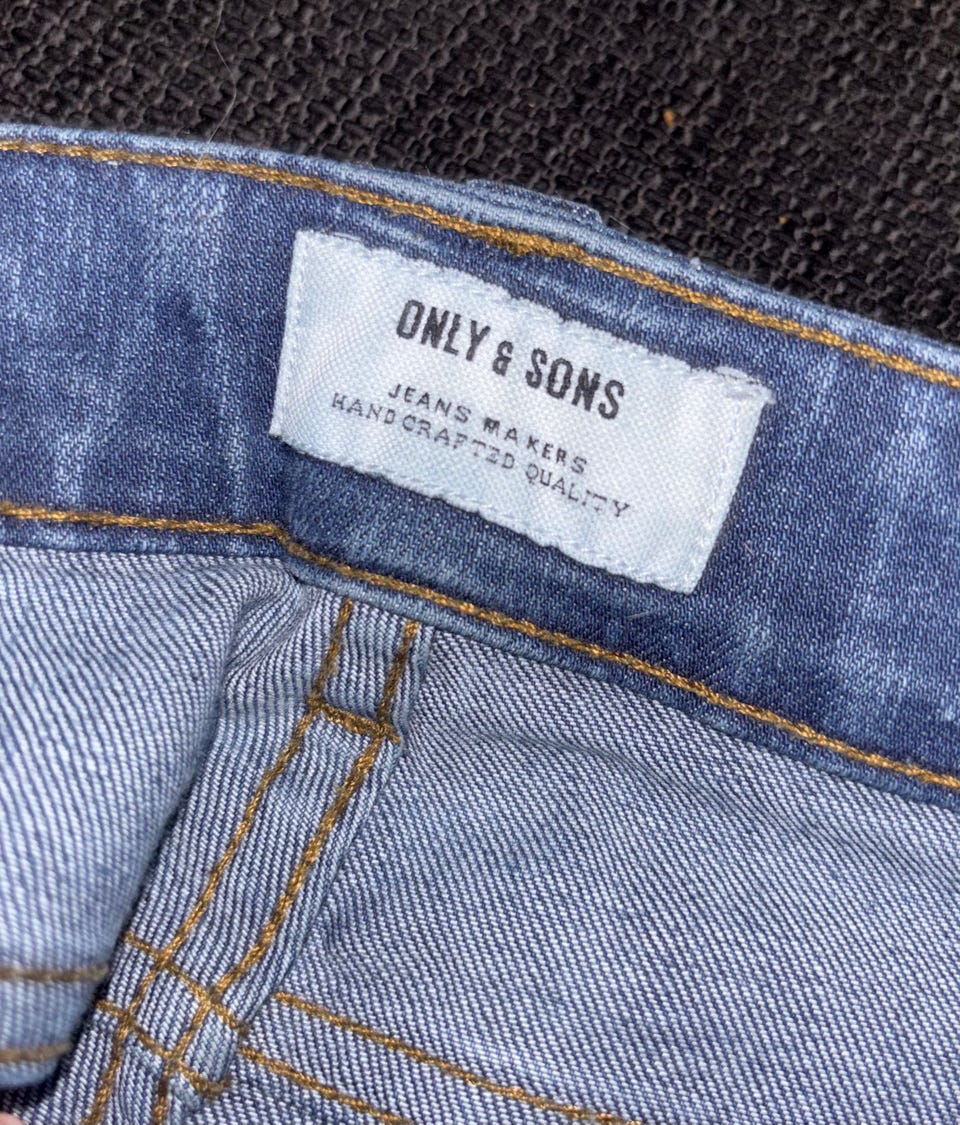 ONLY & SONS
JEANS MAKERS
HANDCRAFTED QUALITY